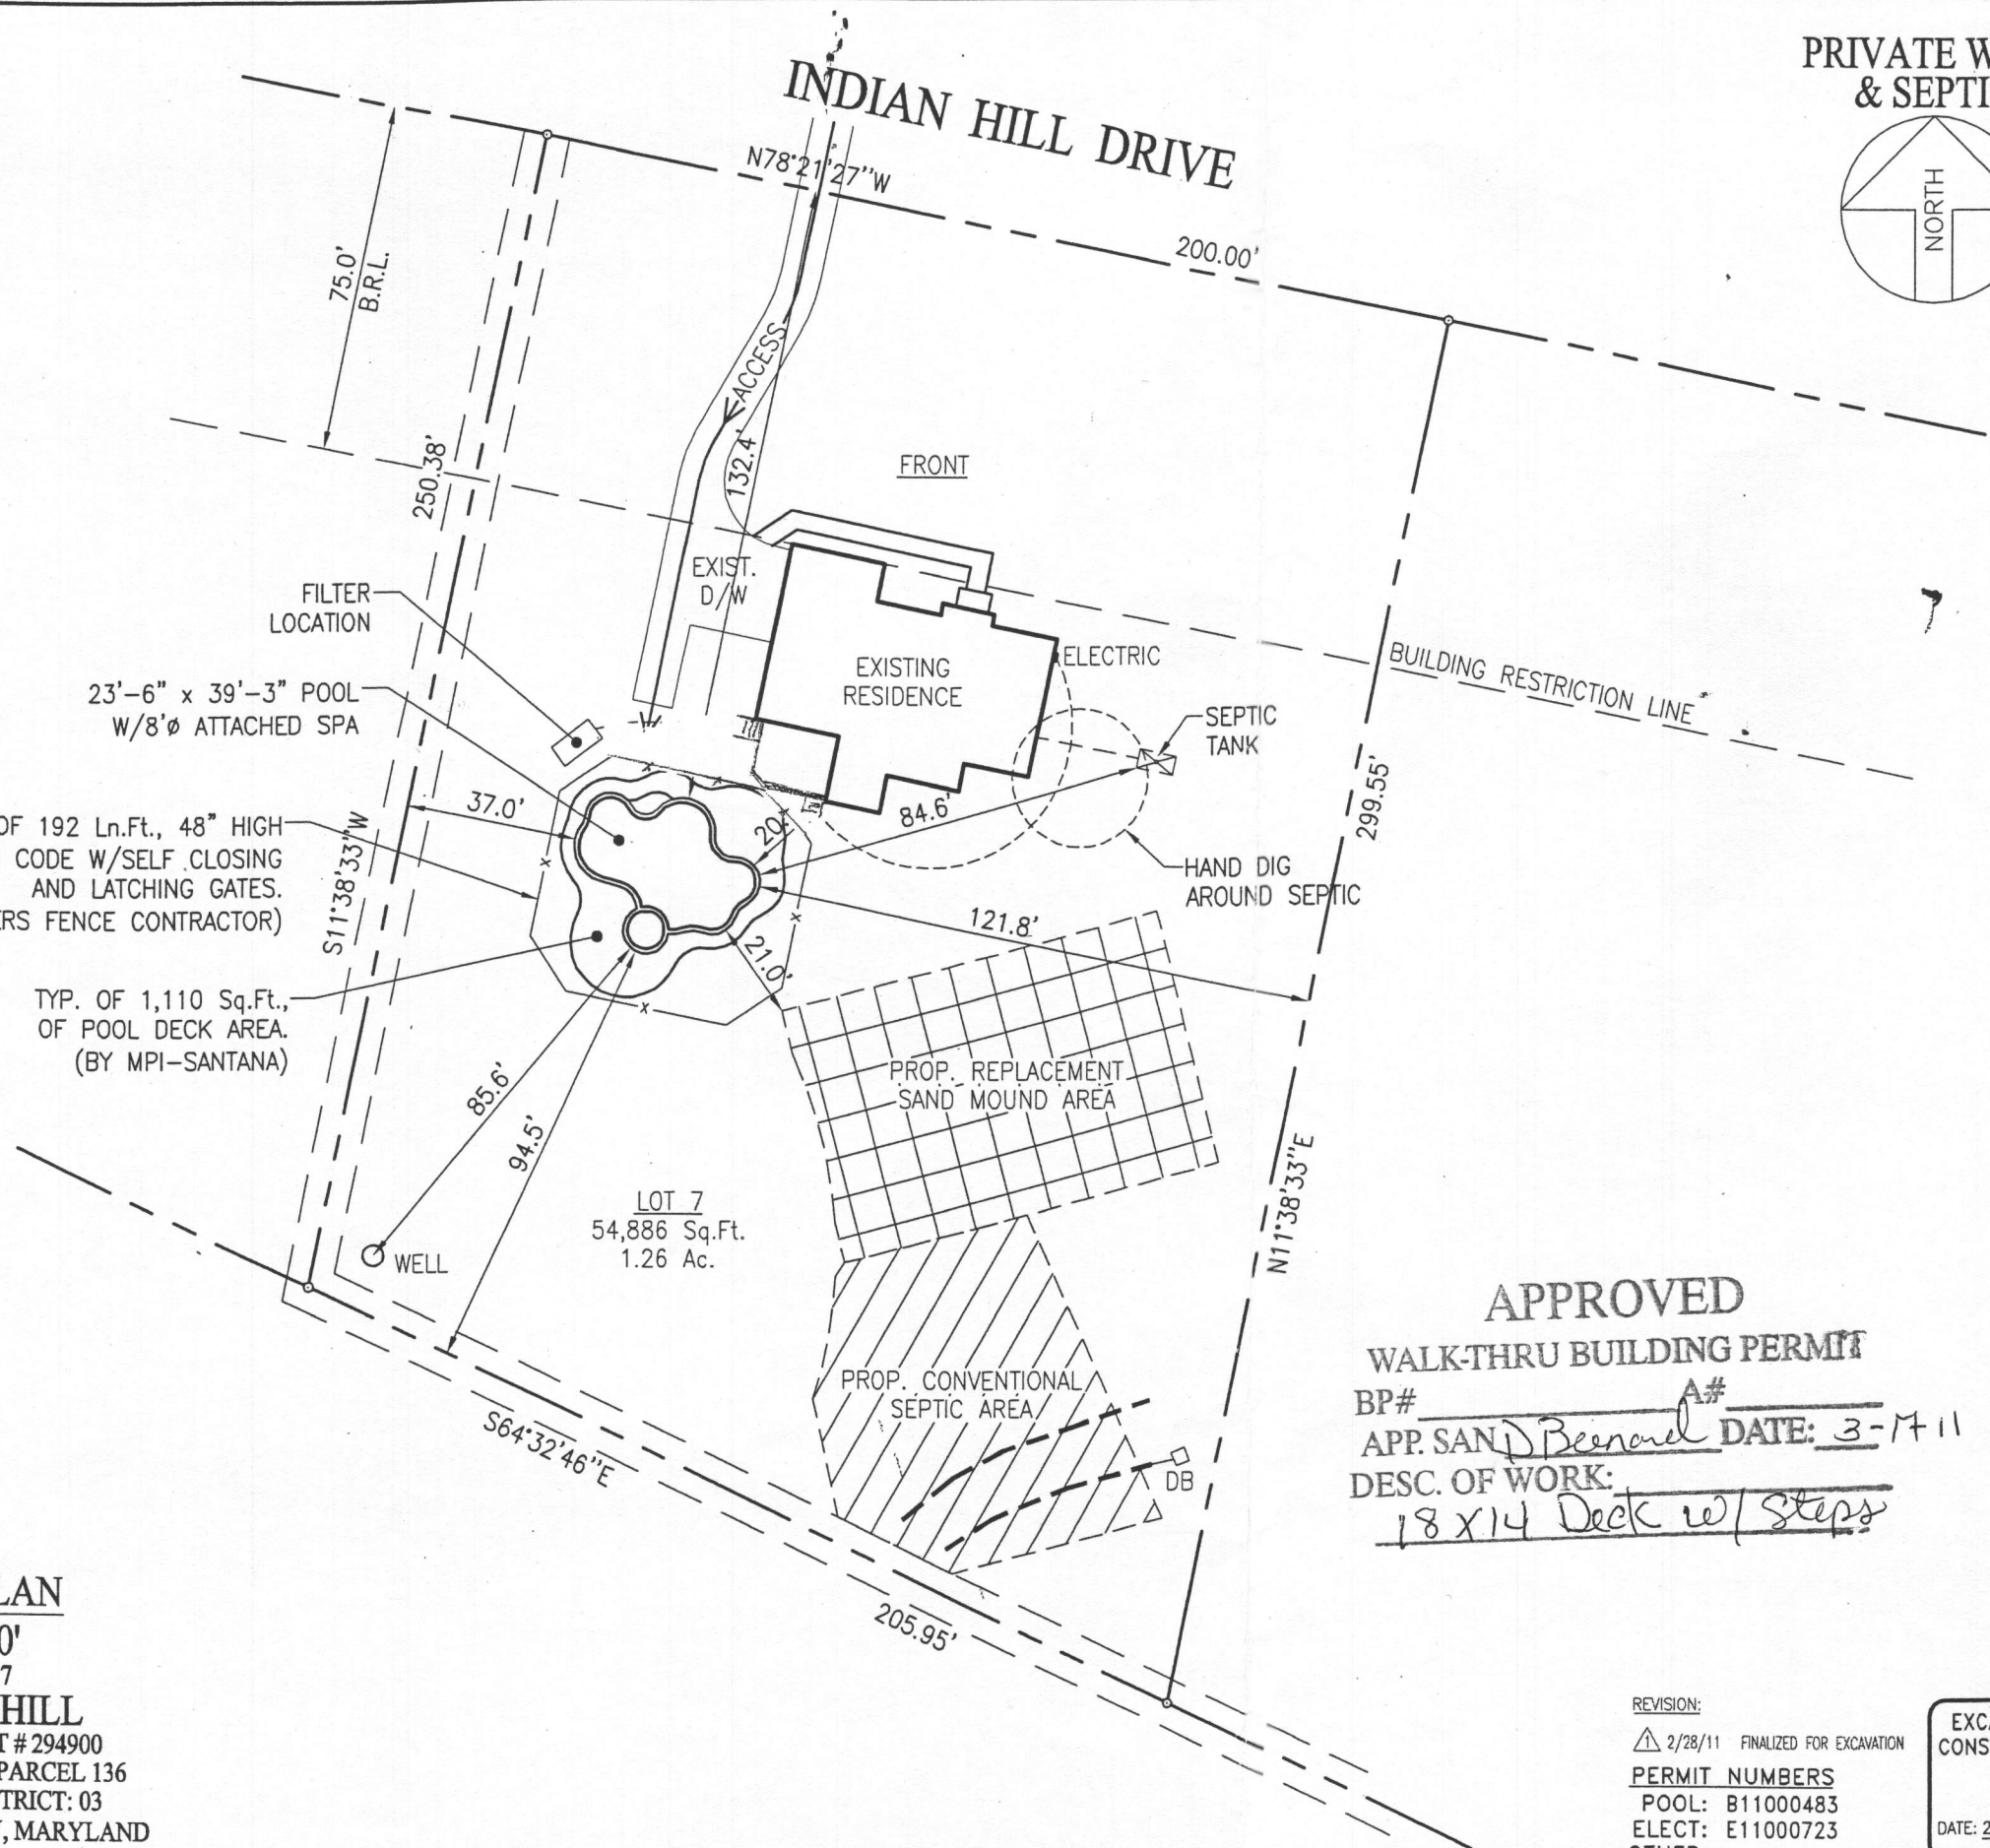 INDIAN HILL DRIVE
PRIVATE W
& SEPTI
NORTH
N78°21'27"W
200.00'
75.0'
B.R.L.
250.38'
ACCESS
132.4'
FRONT
EXIST.
D/W
FILTER
LOCATION
EXISTING
RESIDENCE
ELECTRIC
BUILDING RESTRICTION LINE
23'-6" x 39'-3" POOL
W/8'ø ATTACHED SPA
SEPTIC
TANK
299.55'
37.0'
84.6'
20.
OF 192 Ln.Ft., 48" HIGH
CODE W/SELF CLOSING
AND LATCHING GATES.
ERS FENCE CONTRACTOR)
S11°38'33"W
HAND DIG
AROUND SEPTIC
121.8'
21.0'
TYP. OF 1,110 Sq.Ft.,
OF POOL DECK AREA.
(BY MPI-SANTANA)
85.6'
94.5'
PROP. REPLACEMENT
SAND MOUND AREA
N11°38'33"E
LOT 7
54,886 Sq.Ft.
1.26 Ac.
WELL
APPROVED
WALK-THRU BUILDING PERMIT
BP# A#
APP. SAN D Bernard DATE: 3-17 11
DESC. OF WORK:
18 X 14 Deck w/ Steps
PROP. CONVENTIONAL
SEPTIC AREA
DB
S64°32'46"E
205.95'
LAN
0'
7
HILL
T # 294900
PARCEL 136
TRICT: 03
, MARYLAND
REVISION:
1 2/28/11 FINALIZED FOR EXCAVATION
PERMIT NUMBERS
POOL: B11000483
ELECT: E11000723
EXC
CONS
DATE: 2